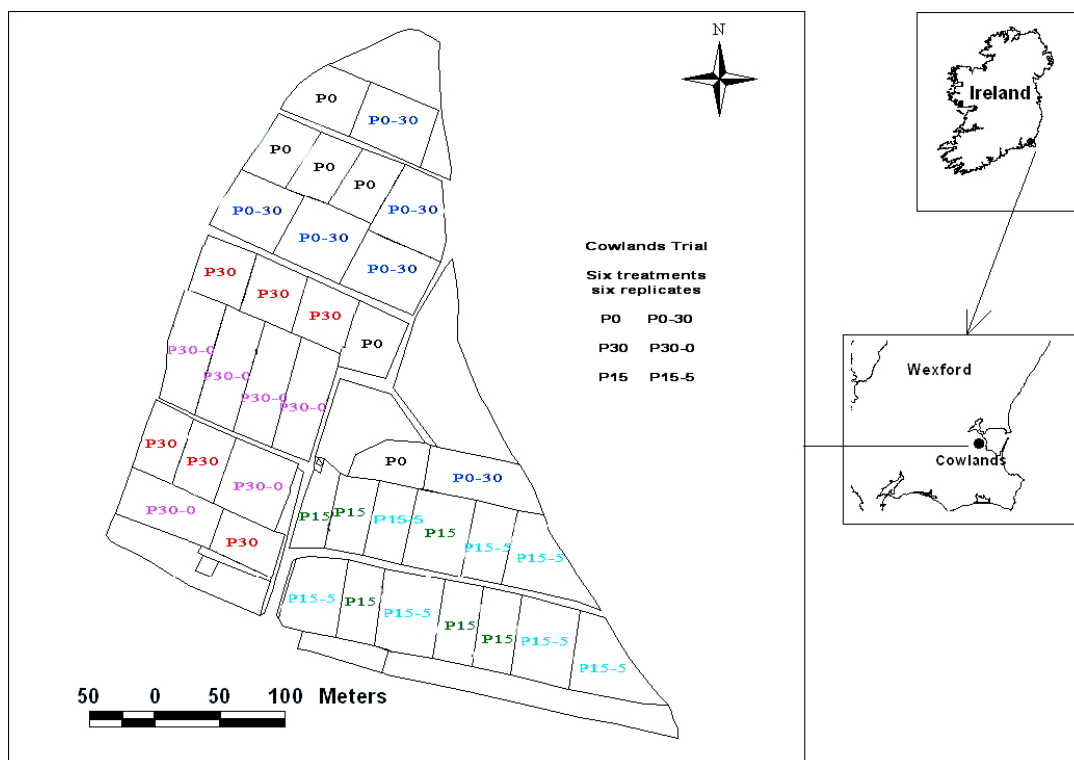 N
P0
P0-30
P0
P0
P0
P0-30
P0-30
P0-30
P0-30
P30
P30
P30
P0
P30-0
P30-0
P30-0
P30-0
P30
P30
P30-0
P30-0
P30
P0
P0-30
P15
P15
P15-5
P15
P15-5
P15-5
P15-5
P15
P15-5
P15
P15
P15-5
P15-5
Cowlands Trial
Six treatments
six replicates
P0 P0-30
P30 P30-0
P15 P15-5
50 0 50 100 Meters
Ireland
Wexford
Cowlands